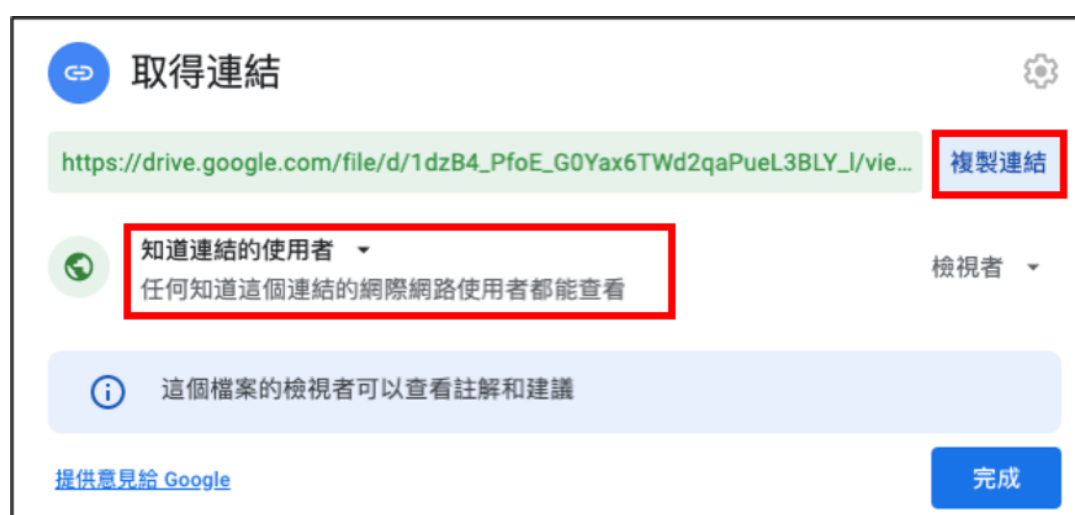 取得連結
https://drive.google.com/file/d/1dzB4_PfoE_G0Yax6TWd2qaPueL3BLY_l/vie... 複製連結
知道連結的使用者
任何知道這個連結的網際網路使用者都能查看
檢視者
這個檔案的檢視者可以查看註解和建議
提供意見給 Google
完成